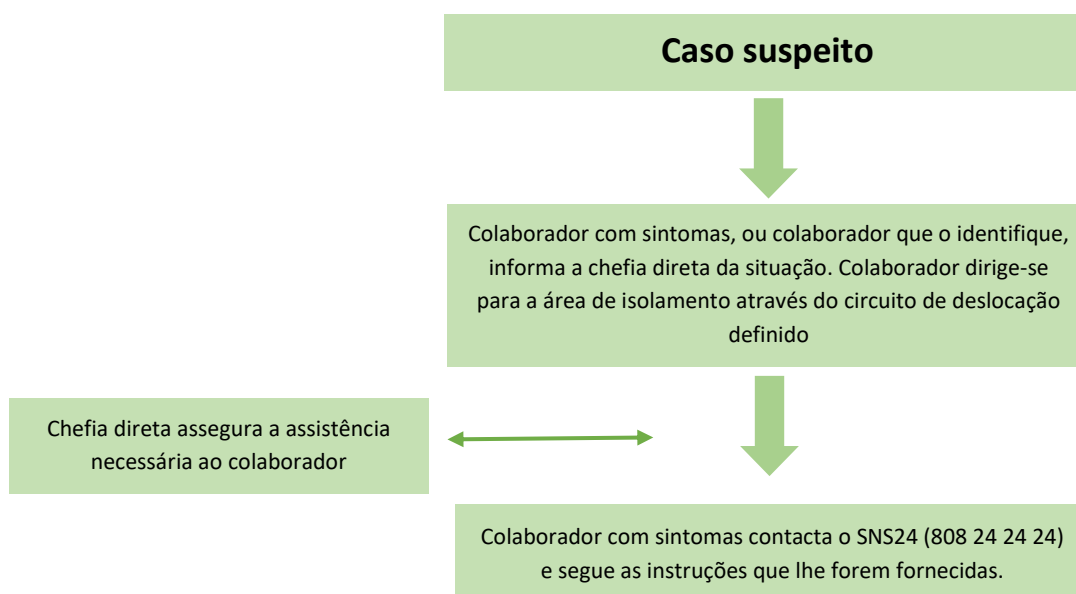 Caso suspeito
Colaborador com sintomas, ou colaborador que o identifique,
informa a chefia direta da situação. Colaborador dirige-se
para a área de isolamento através do circuito de deslocação
definido
Chefia direta assegura a assistência
necessária ao colaborador
Colaborador com sintomas contacta o SNS24 (808 24 24 24)
e segue as instruções que lhe forem fornecidas.